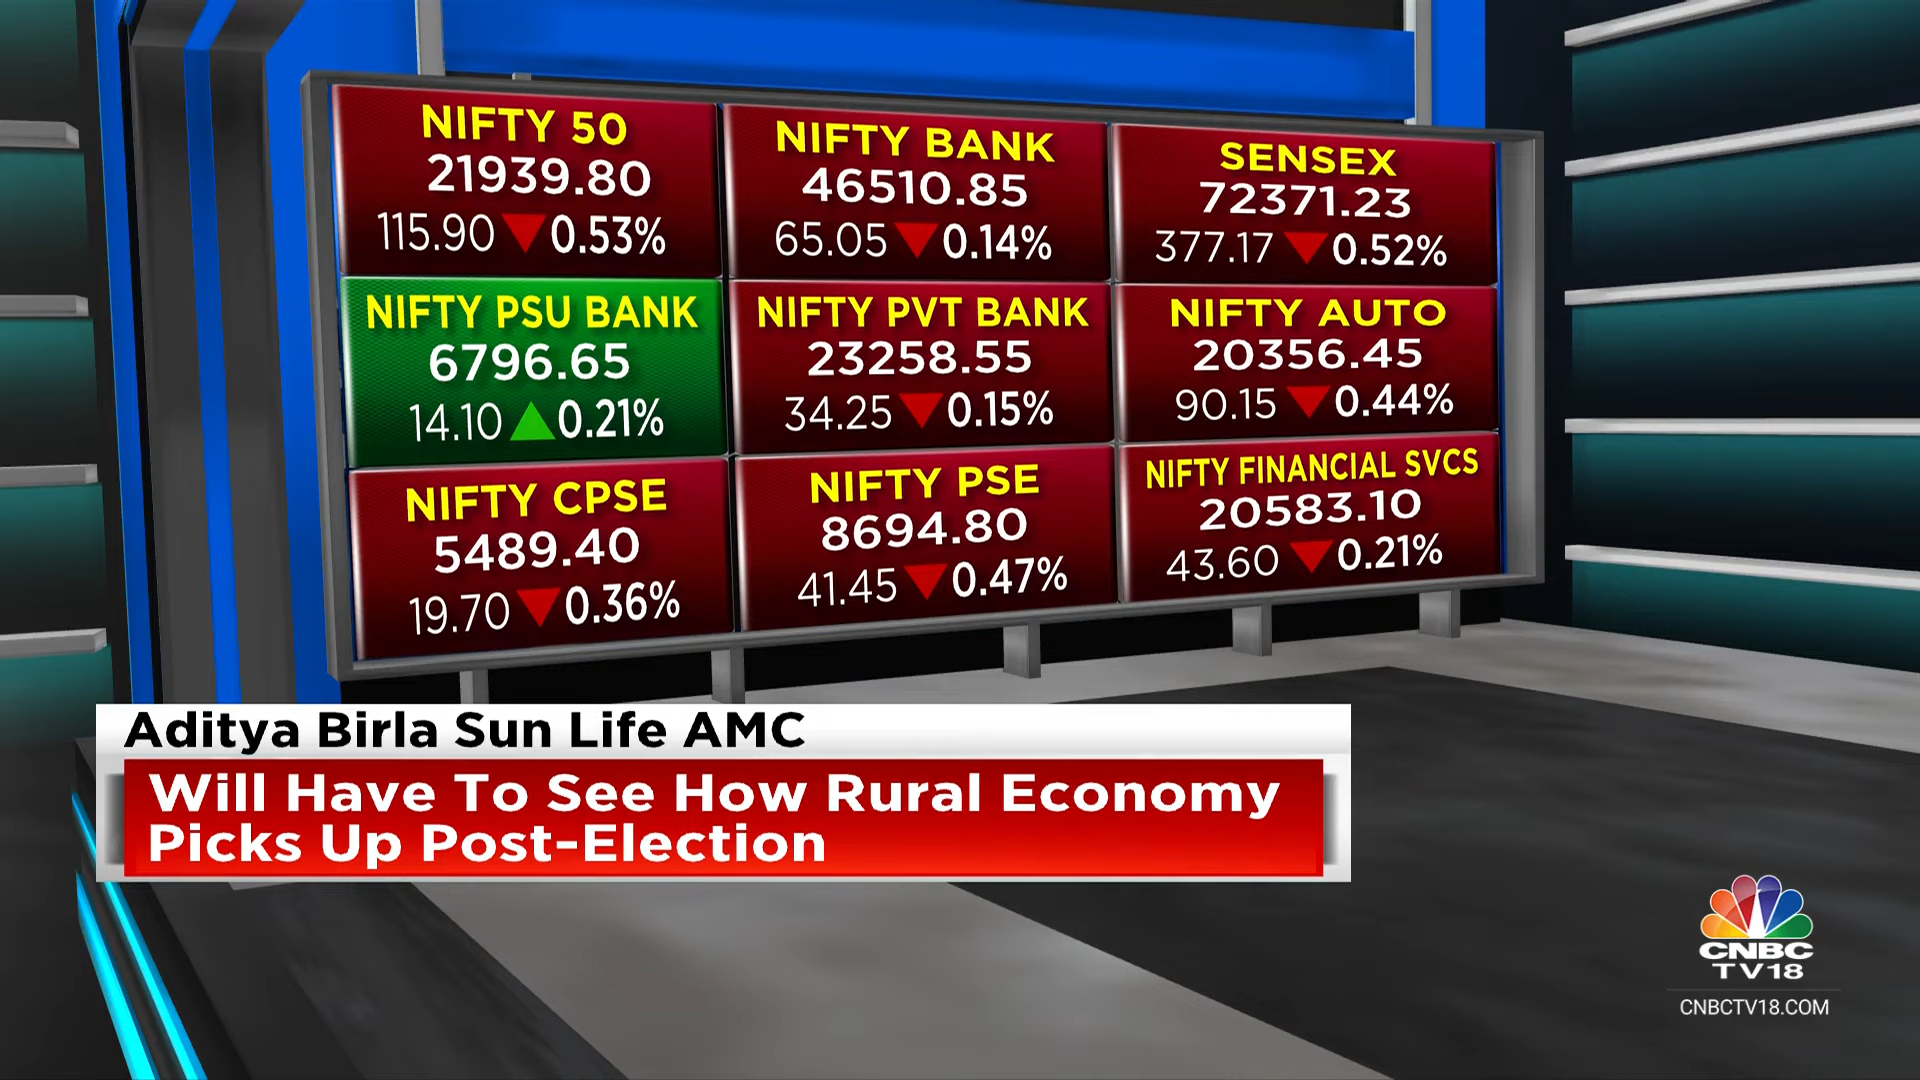 NIFTY 50
21939.80
115.90 ▼ 0.53%
NIFTY BANK
46510.85
65.05 ▼ 0.14%
SENSEX
72371.23
377.17 ▼ 0.52%
NIFTY PSU BANK
6796.65
14.10 ▲ 0.21%
NIFTY PVT BANK
23258.55
34.25 ▼ 0.15%
NIFTY AUTO
20356.45
90.15 ▼ 0.44%
NIFTY CPSE
5489.40
19.70 ▼ 0.36%
NIFTY PSE
8694.80
41.45 ▼ 0.47%
NIFTY FINANCIAL SVCS
20583.10
43.60 ▼ 0.21%
Aditya Birla Sun Life AMC
Will Have To See How Rural Economy
Picks Up Post-Election
CNBC
TV18
CNBCTV18.COM